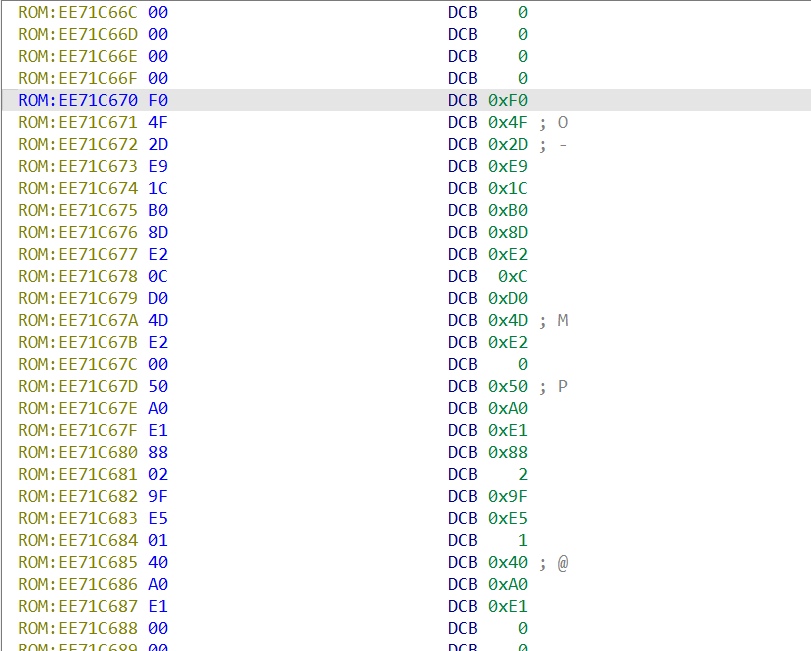 ROM:EE71C66C 00 DCB 0
ROM:EE71C66D 00 DCB 0
ROM:EE71C66E 00 DCB 0
ROM:EE71C66F 00 DCB 0
ROM:EE71C670 F0 DCB 0xF0
ROM:EE71C671 4F DCB 0x4F ; O
ROM:EE71C672 2D DCB 0x2D ; -
ROM:EE71C673 E9 DCB 0xE9
ROM:EE71C674 1C DCB 0x1C
ROM:EE71C675 B0 DCB 0xB0
ROM:EE71C676 8D DCB 0x8D
ROM:EE71C677 E2 DCB 0xE2
ROM:EE71C678 0C DCB 0xC
ROM:EE71C679 D0 DCB 0xD0
ROM:EE71C67A 4D DCB 0x4D ; M
ROM:EE71C67B E2 DCB 0xE2
ROM:EE71C67C 00 DCB 0
ROM:EE71C67D 50 DCB 0x50 ; P
ROM:EE71C67E A0 DCB 0xA0
ROM:EE71C67F E1 DCB 0xE1
ROM:EE71C680 88 DCB 0x88
ROM:EE71C681 02 DCB 2
ROM:EE71C682 9F DCB 0x9F
ROM:EE71C683 E5 DCB 0xE5
ROM:EE71C684 01 DCB 1
ROM:EE71C685 40 DCB 0x40 ; @
ROM:EE71C686 A0 DCB 0xA0
ROM:EE71C687 E1 DCB 0xE1
ROM:EE71C688 00 DCB 0
ROM:EE71C689 00 DCB 0